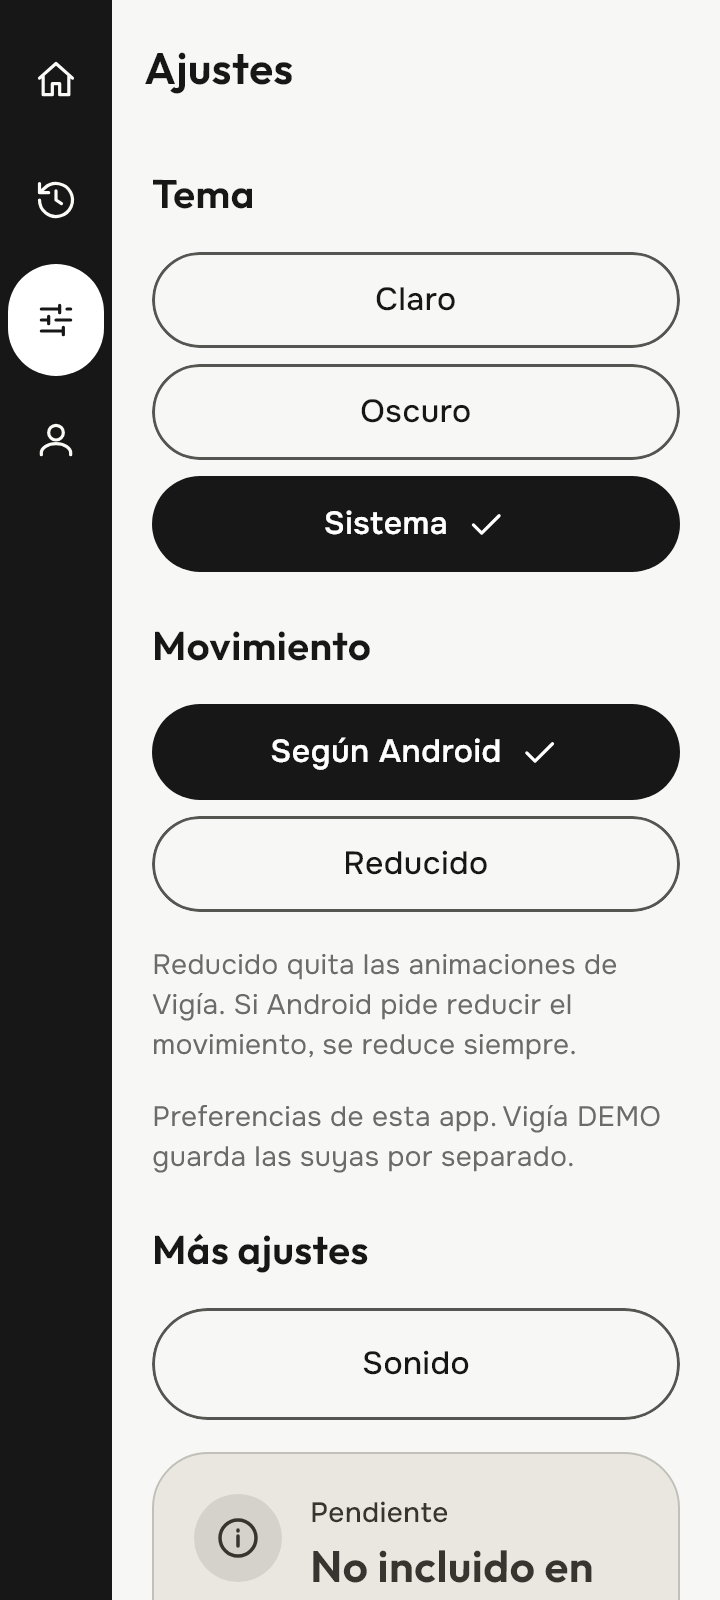 Ajustes
Tema
Claro
Oscuro
Sistema
Movimiento
Según Android
Reducido
Reducido quita las animaciones de
Vigía. Si Android pide reducir el
movimiento, se reduce siempre.
Preferencias de esta app. Vigía DEMO
guarda las suyas por separado.
Más ajustes
Sonido
Pendiente
No incluido en